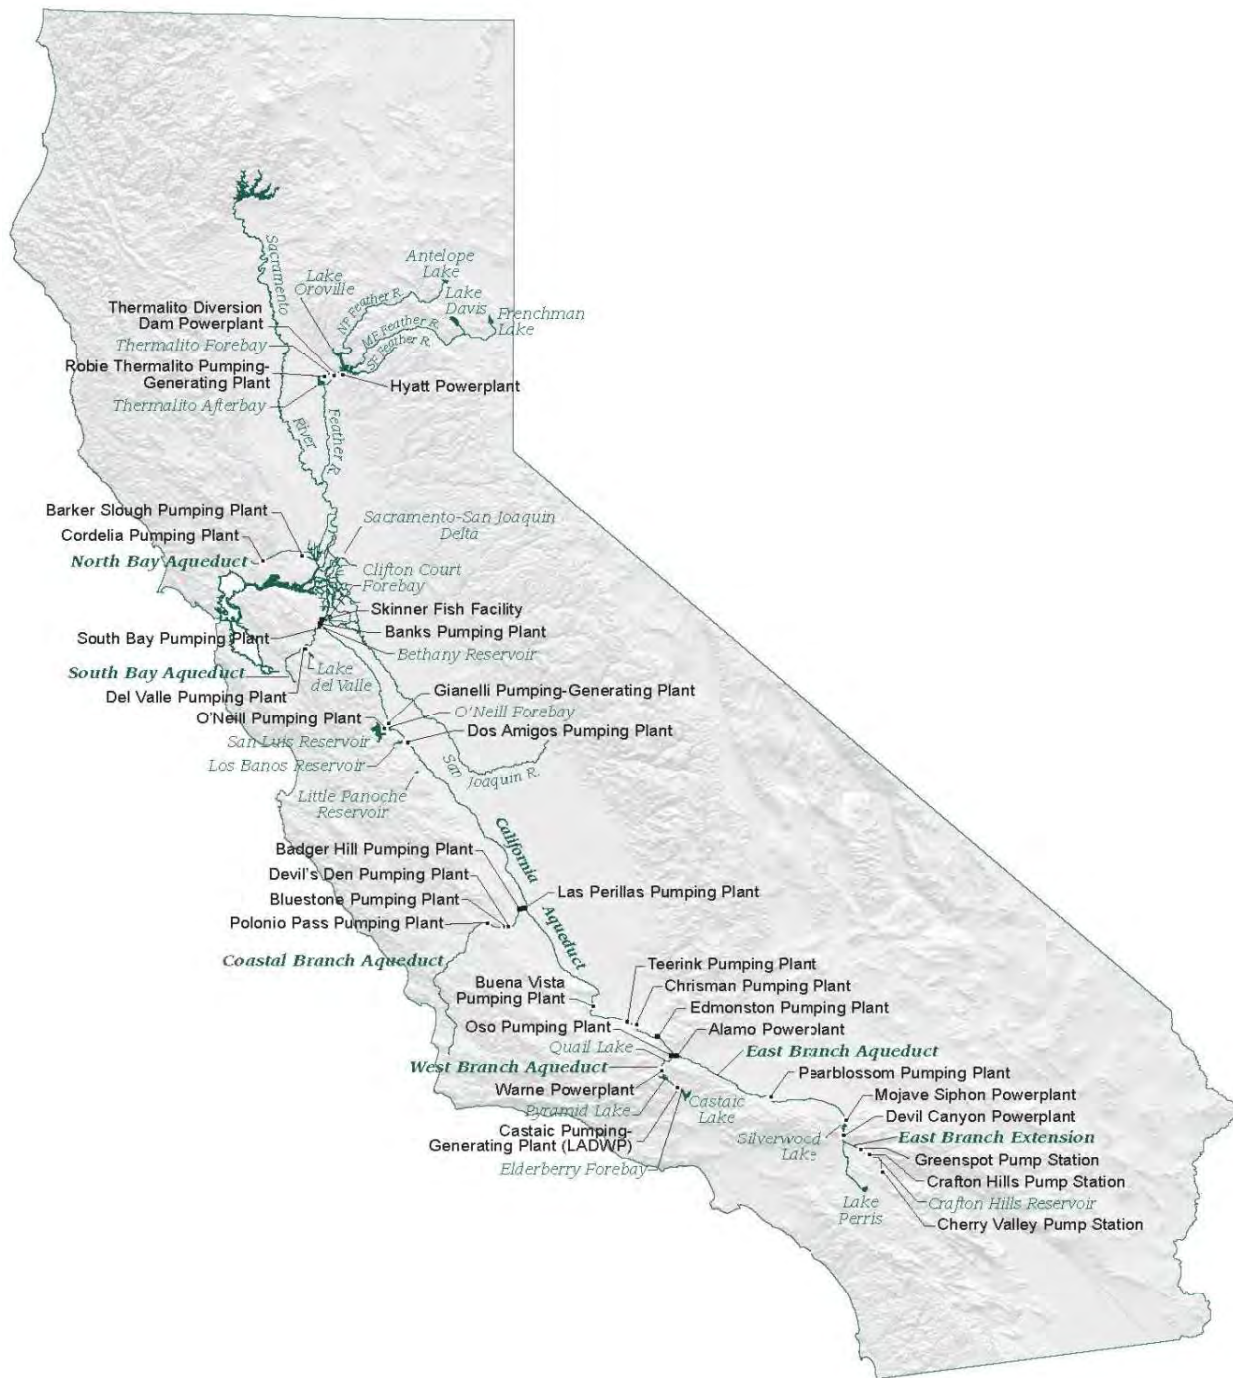 Sacramento
River
Lake
Oroville
Antelope
Lake
Lake
Davis
Frenchman
Lake
NF Feather R.
MF Feather R.
SF Feather R.
Thermalito Diversion
Dam Powerplant
Thermalito Forebay
Robie Thermalito Pumping-
Generating Plant
Thermalito Afterbay
Hyatt Powerplant
Feather R.
Barker Slough Pumping Plant
Cordelia Pumping Plant
North Bay Aqueduct
Sacramento-San Joaquin
Delta
Clifton Court
Forebay
Skinner Fish Facility
Banks Pumping Plant
Bethany Reservoir
South Bay Pumping Plant
South Bay Aqueduct
Lake
del Valle
Del Valle Pumping Plant
Gianelli Pumping-Generating Plant
O'Neill Pumping Plant
O'Neill Forebay
Dos Amigos Pumping Plant
San Luis Reservoir
Los Banos Reservoir
San Joaquin R.
Little Panoche
Reservoir
California
Aqueduct
Badger Hill Pumping Plant
Devil's Den Pumping Plant
Bluestone Pumping Plant
Polonio Pass Pumping Plant
Las Perillas Pumping Plant
Coastal Branch Aqueduct
Buena Vista
Pumping Plant
Teerink Pumping Plant
Chrisman Pumping Plant
Edmonston Pumping Plant
Oso Pumping Plant
Alamo Powerplant
Quail Lake
East Branch Aqueduct
West Branch Aqueduct
Pearblossom Pumping Plant
Warne Powerplant
Pyramid Lake
Castaic
Lake
Mojave Siphon Powerplant
Devil Canyon Powerplant
Castaic Pumping-
Generating Plant (LADWP)
Silverwood
Lake
East Branch Extension
Elderberry Forebay
Greenspot Pump Station
Crafton Hills Pump Station
Crafton Hills Reservoir
Lake
Perris
Cherry Valley Pump Station